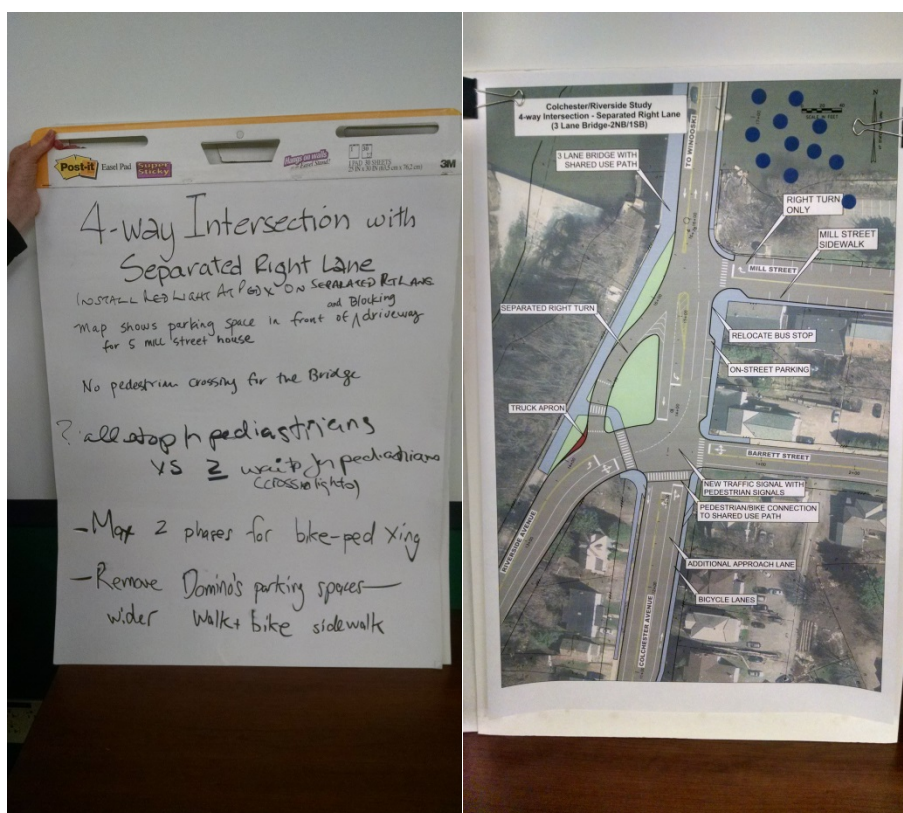 Post-it Easel Pad Super Sticky
Hangs on walls
3M
4-way Intersection with
Separated Right Lane
INSTALL RED LIGHT AT PEDX ON SEPARATED RT LANE
and Blocking
-Map shows parking space in front of ^ driveway
for 5 mill street house
No pedestrian crossing for the Bridge
? all stop for pediastrians
vs 2 waits for pediastrians
(cross lights)
-Max 2 phases for bike-ped Xing
-Remove Domino's parking spaces-
wider walk + bike sidewalk
Colchester/Riverside Study
4-way Intersection - Separated Right Lane
(3 Lane Bridge-2NB/1SB)
TO WINOOSKI
3 LANE BRIDGE WITH
SHARED USE PATH
RIGHT TURN
ONLY
MILL STREET
SIDEWALK
MILL STREET
SEPARATED RIGHT TURN
RELOCATE BUS STOP
ON-STREET PARKING
TRUCK APRON
BARRETT STREET
NEW TRAFFIC SIGNAL WITH
PEDESTRIAN SIGNALS
PEDESTRIAN/BIKE CONNECTION
TO SHARED USE PATH
RIVERSIDE AVENUE
ADDITIONAL APPROACH LANE
BICYCLE LANES
COLCHESTER AVENUE